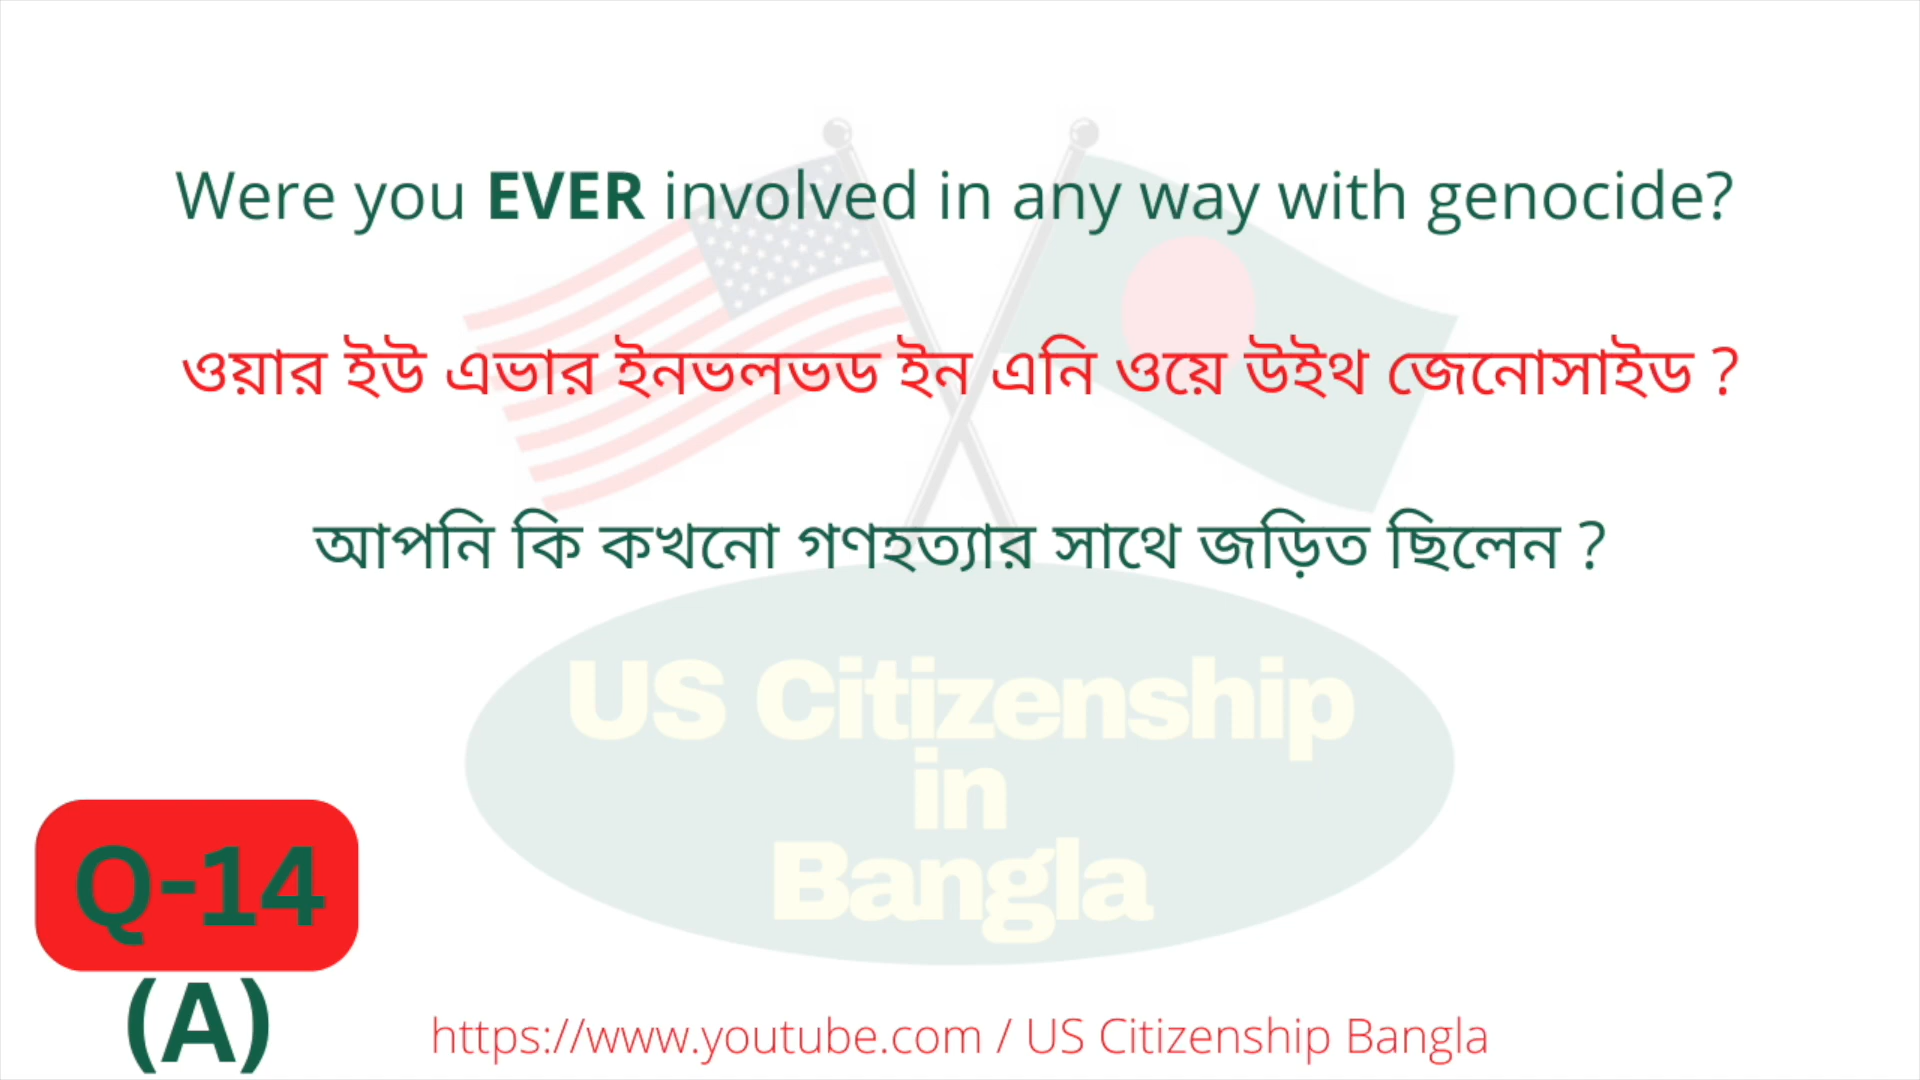 Were you EVER involved in any way with genocide?
ওয়ার ইউ এভার ইনভলভড ইন এনি ওয়ে উইথ জেনোসাইড ?
আপনি কি কখনো গণহত্যার সাথে জড়িত ছিলেন ?
US Citizenship
in
Bangla
Q-14
(A)
https://www.youtube.com / US Citizenship Bangla